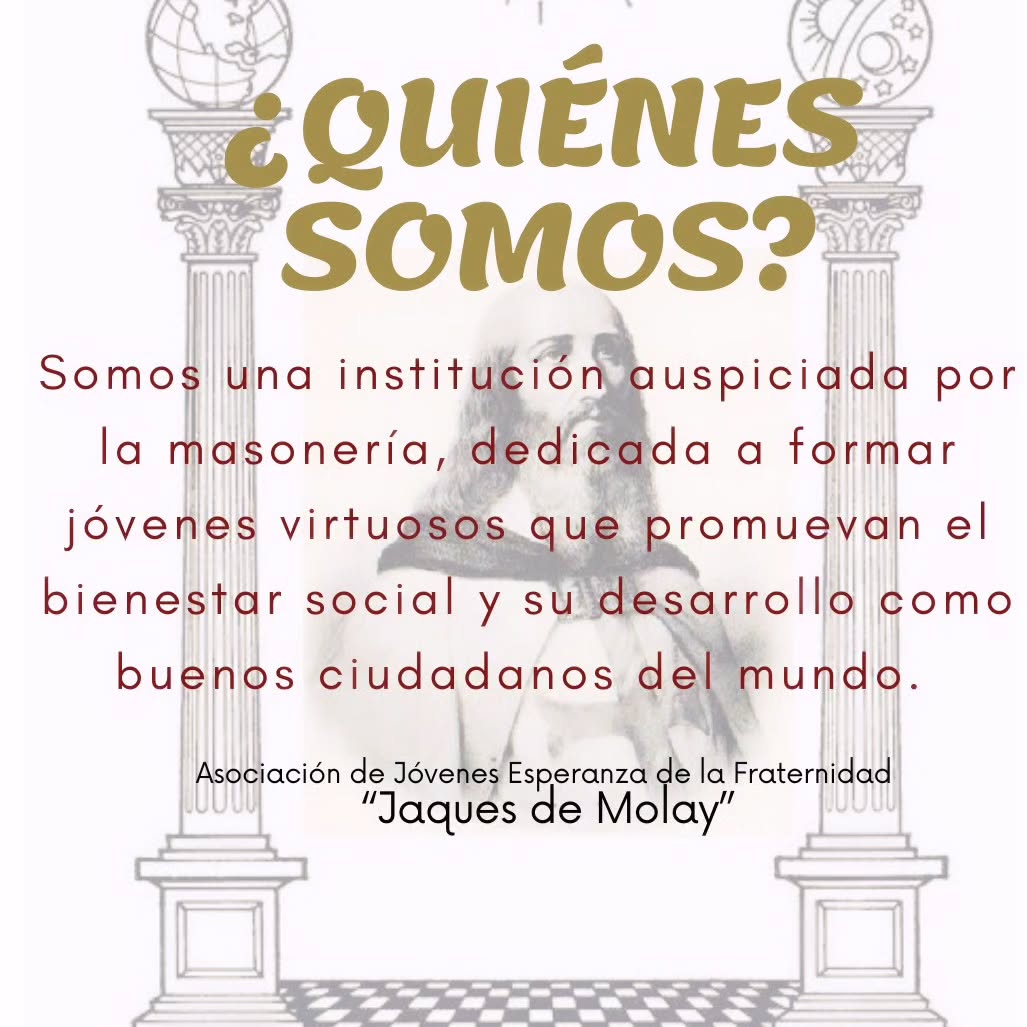 ¿QUIÉNES
SOMOS?
Somos una institución auspiciada por
la masonería, dedicada a formar
jóvenes virtuosos que promuevan el
bienestar social y su desarrollo como
buenos ciudadanos del mundo.
Asociación de Jóvenes Esperanza de la Fraternidad
“Jaques de Molay”